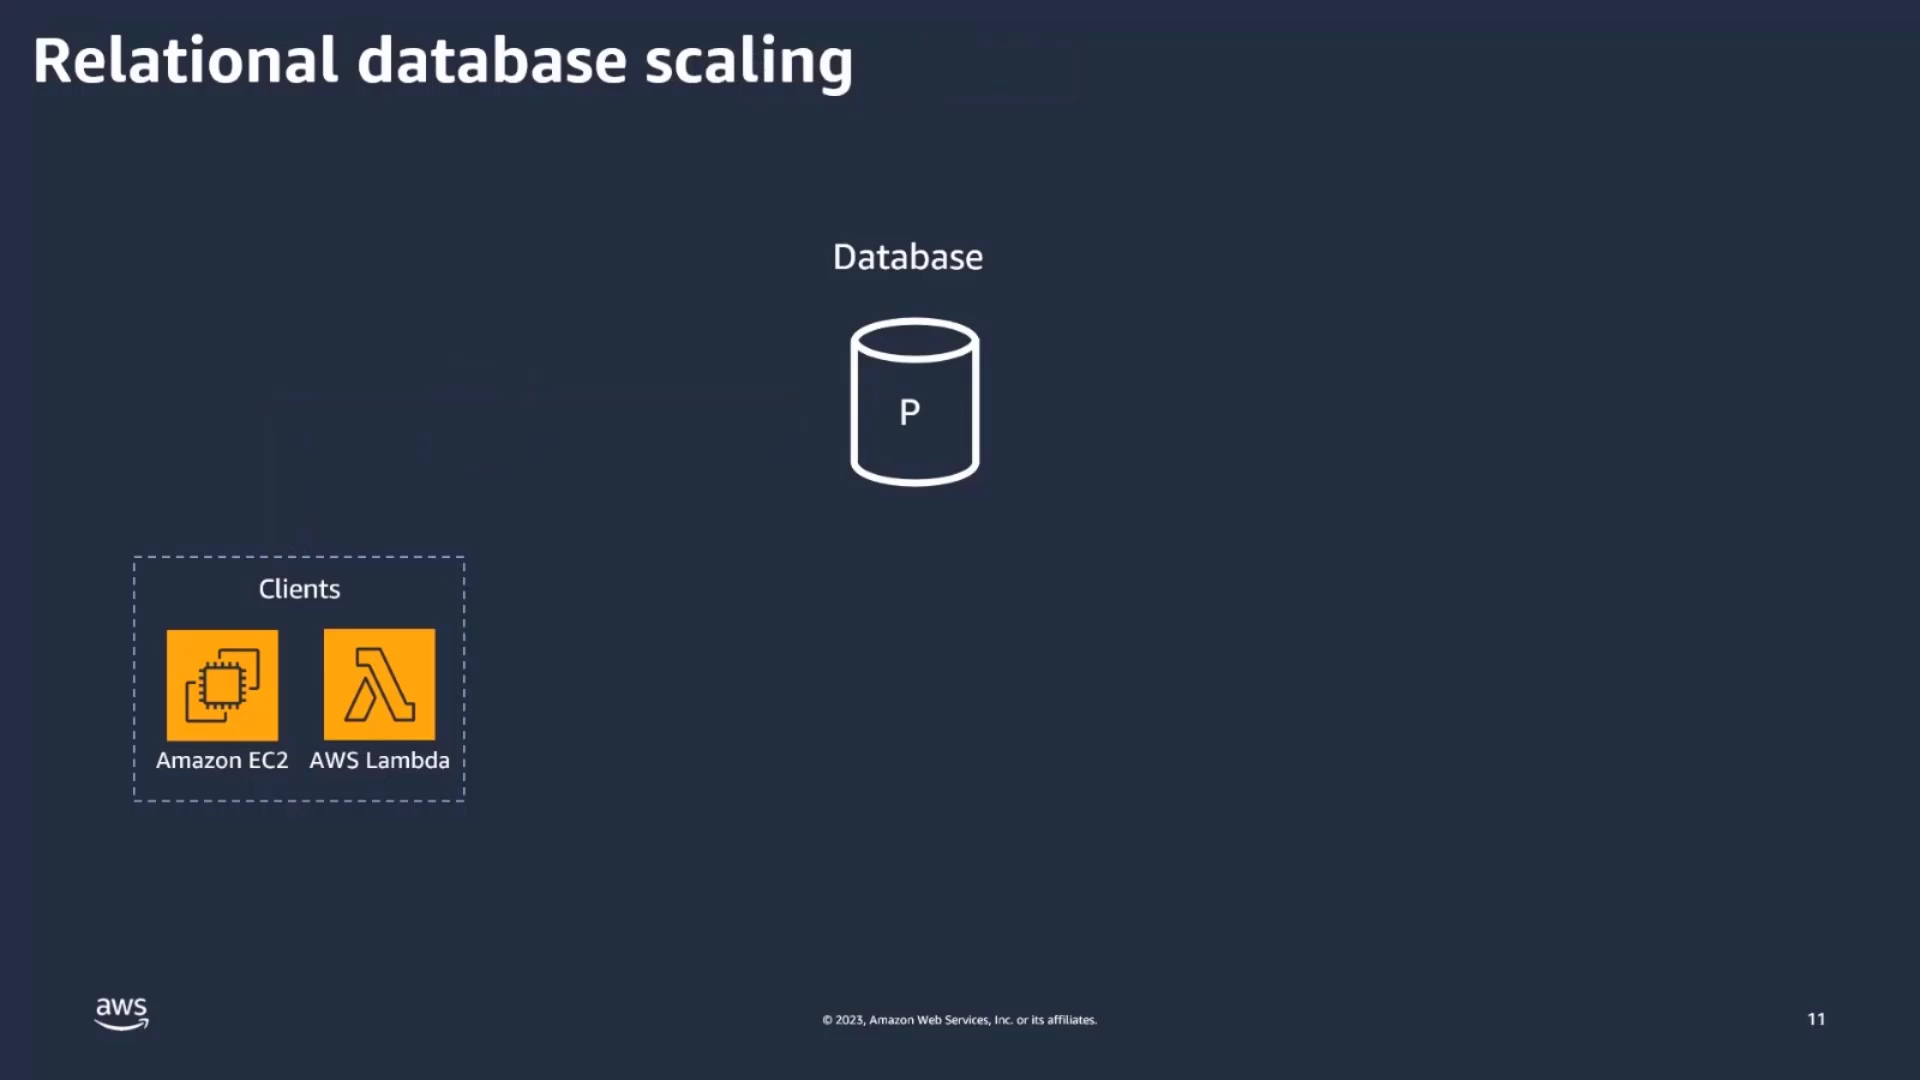 Relational database scaling
Database
P
Clients
Amazon EC2
AWS Lambda
aws
© 2023, Amazon Web Services, Inc. or its affiliates.
11